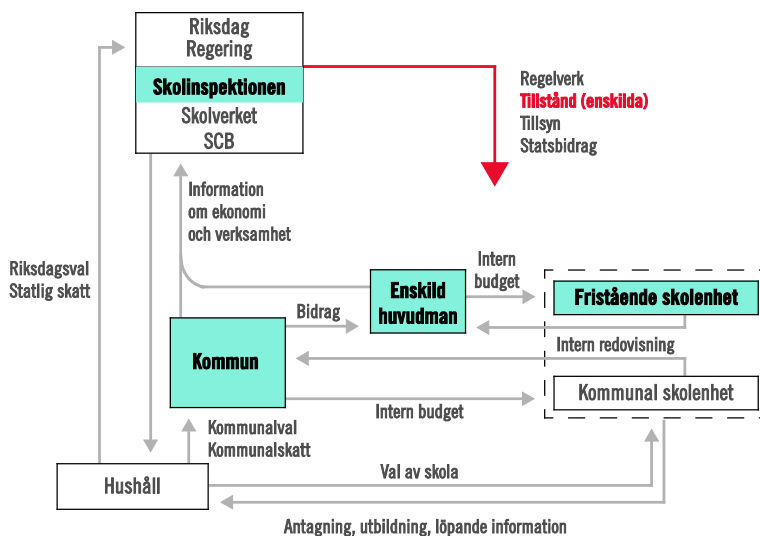 Riksdag
Regering
Skolinspektionen
Skolverket
SCB
Regelverk
Tillstånd (enskilda)
Tillsyn
Statsbidrag
Information
om ekonomi
och verksamhet
Riksdagsval
Statlig skatt
Enskild
huvudman
Intern
budget
Fristående skolenhet
Bidrag
Kommun
Intern redovisning
Kommunal skolenhet
Intern budget
Kommunalval
Kommunalskatt
Hushåll
Val av skola
Antagning, utbildning, löpande information